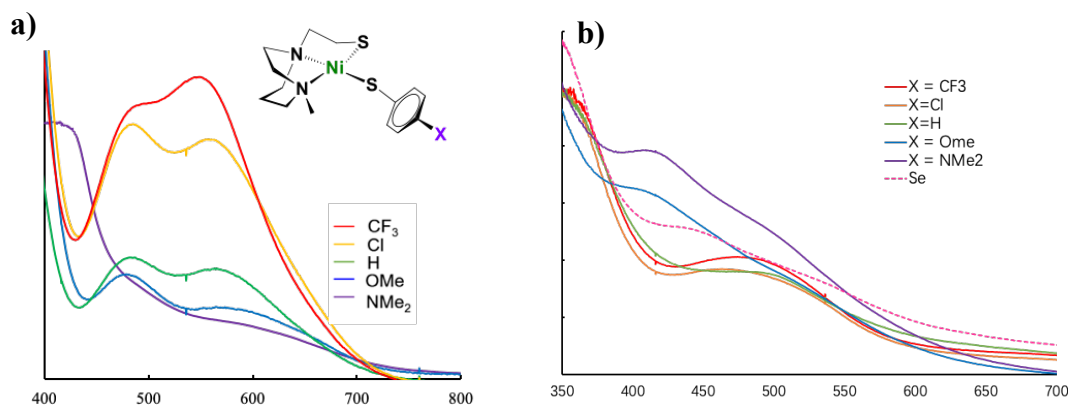 a)
S
N
Ni
N
S
X
CF3
Cl
H
OMe
NMe2
400
500
600
700
800
b)
X = CF3
X=Cl
X=H
X = Ome
X = NMe2
Se
350
400
450
500
550
600
650
700